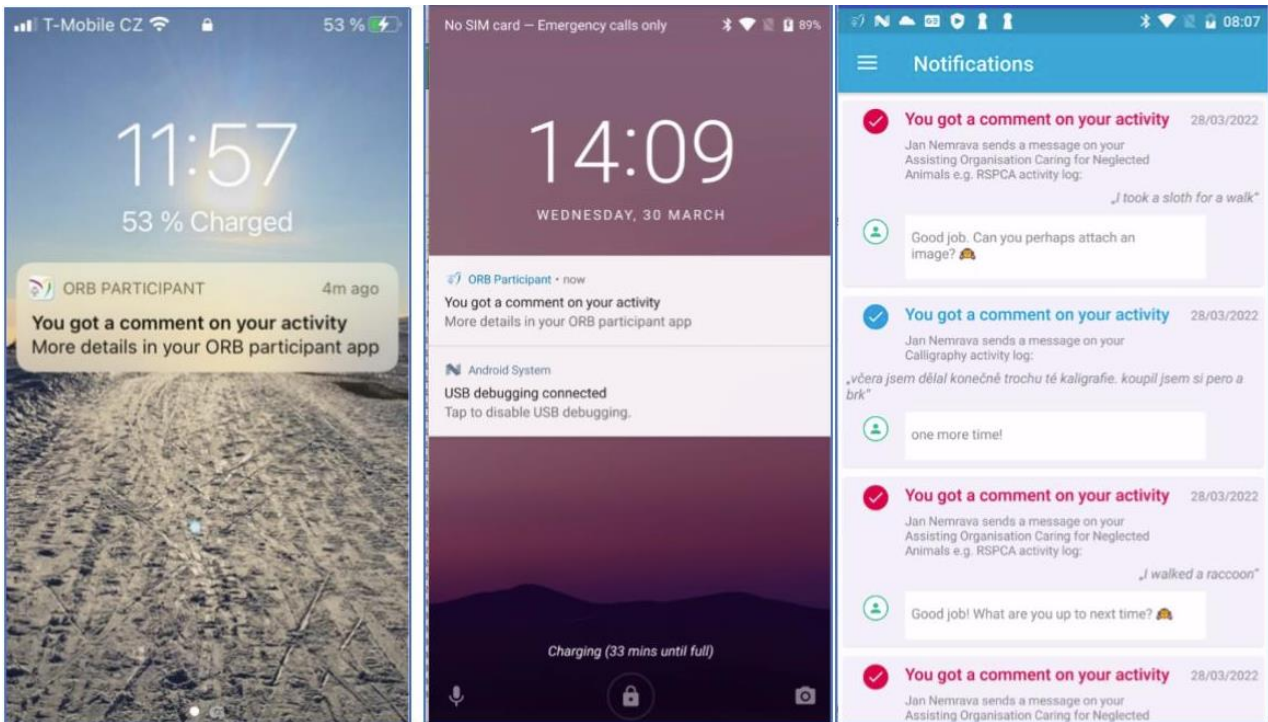 T-Mobile CZ 53 %
11:57
53 % Charged
ORB PARTICIPANT 4m ago
You got a comment on your activity
More details in your ORB participant app
No SIM card — Emergency calls only 89%
14:09
WEDNESDAY, 30 MARCH
ORB Participant • now
You got a comment on your activity
More details in your ORB participant app
Android System
USB debugging connected
Tap to disable USB debugging.
Charging (33 mins until full)
08:07
Notifications
You got a comment on your activity 28/03/2022
Jan Nemrava sends a message on your
Assisting Organisation Caring for Neglected
Animals e.g. RSPCA activity log:
„I took a sloth for a walk“
Good job. Can you perhaps attach an
image? 🙈
You got a comment on your activity 28/03/2022
Jan Nemrava sends a message on your
Calligraphy activity log:
„včera jsem dělal konečně trochu té kaligrafie. koupil jsem si pero a
brk“
one more time!
You got a comment on your activity 28/03/2022
Jan Nemrava sends a message on your
Assisting Organisation Caring for Neglected
Animals e.g. RSPCA activity log:
„I walked a raccoon“
Good job! What are you up to next time? 🙈
You got a comment on your activity 28/03/2022
Jan Nemrava sends a message on your
Assisting Organisation Caring for Neglected